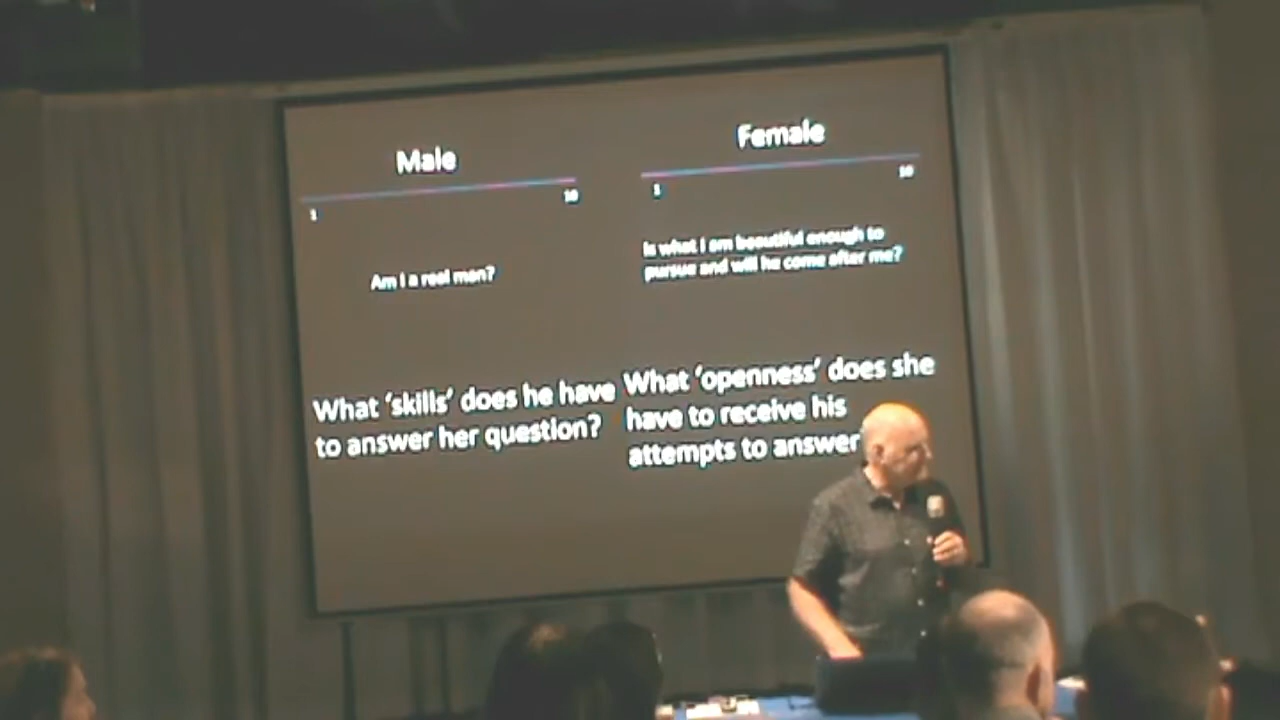 Male
1 10
Am I a real man?
What ‘skills’ does he have
to answer her question?
Female
1 10
Is what I am beautiful enough to
pursue and will he come after me?
What ‘openness’ does she
have to receive his
attempts to answer